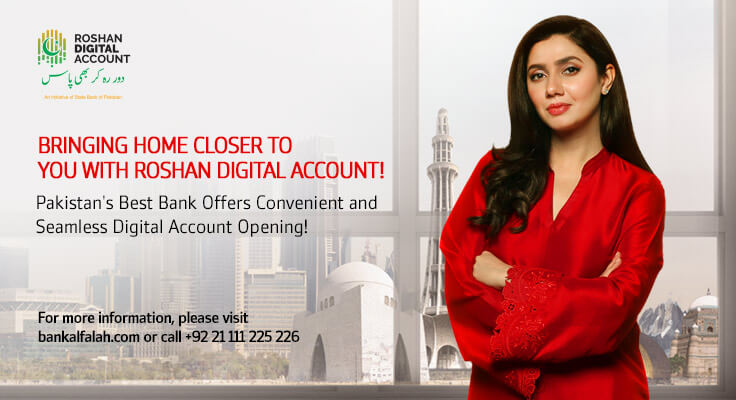 ROSHAN
DIGITAL
ACCOUNT
دور رہ کر بھی پاس
An Initiative of State Bank of Pakistan
BRINGING HOME CLOSER TO
YOU WITH ROSHAN DIGITAL ACCOUNT!
Pakistan's Best Bank Offers Convenient and
Seamless Digital Account Opening!
For more information, please visit
bankalfalah.com or call +92 21 111 225 226